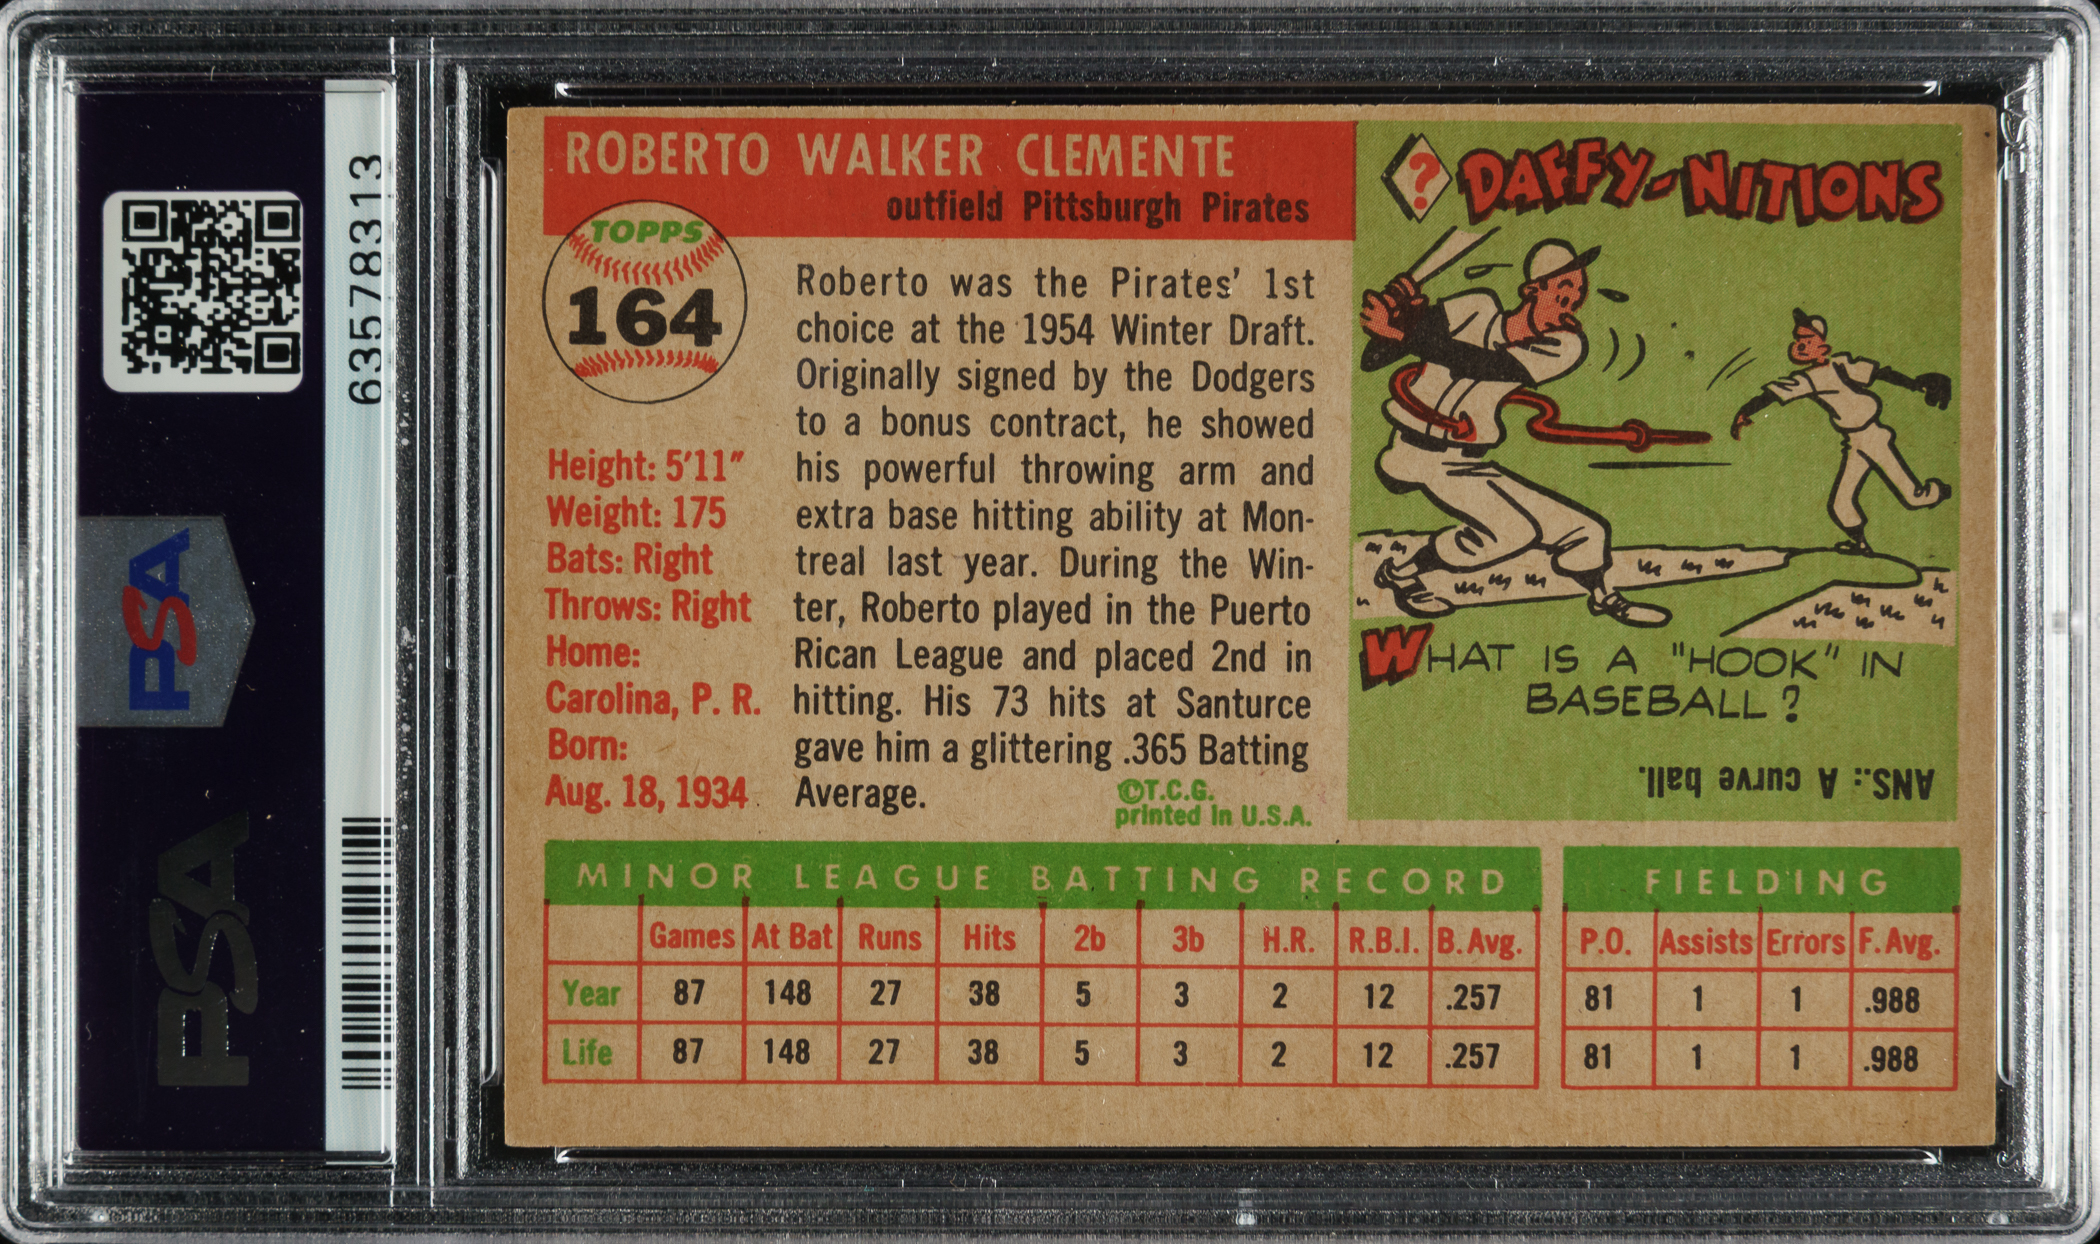 63578313
PSA
PSA
ROBERTO WALKER CLEMENTE
outfield Pittsburgh Pirates
TOPPS
164
Height: 5'11"
Weight: 175
Bats: Right
Throws: Right
Home:
Carolina, P. R.
Born:
Aug. 18, 1934
Roberto was the Pirates' 1st
choice at the 1954 Winter Draft.
Originally signed by the Dodgers
to a bonus contract, he showed
his powerful throwing arm and
extra base hitting ability at Mon-
treal last year. During the Win-
ter, Roberto played in the Puerto
Rican League and placed 2nd in
hitting. His 73 hits at Santurce
gave him a glittering .365 Batting
Average.
©T.C.G.
printed in U.S.A.
? DAFFY-NITIONS
WHAT IS A "HOOK" IN
BASEBALL?
ANS.: A curve ball.
MINOR LEAGUE BATTING RECORD
Games At Bat Runs Hits 2b 3b H.R. R.B.I. B. Avg.
Year 87 148 27 38 5 3 2 12 .257
Life 87 148 27 38 5 3 2 12 .257
FIELDING
P.O. Assists Errors F. Avg.
81 1 1 .988
81 1 1 .988